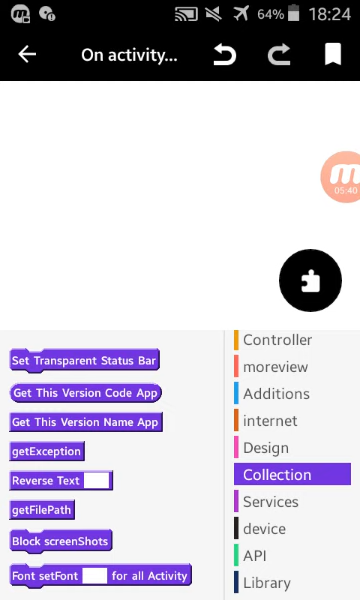 64% 18:24
On activity...
05:40
Set Transparent Status Bar
Get This Version Code App
Get This Version Name App
getException
Reverse Text
getFilePath
Block screenShots
Font setFont for all Activity
Controller
moreview
Additions
internet
Design
Collection
Services
device
API
Library